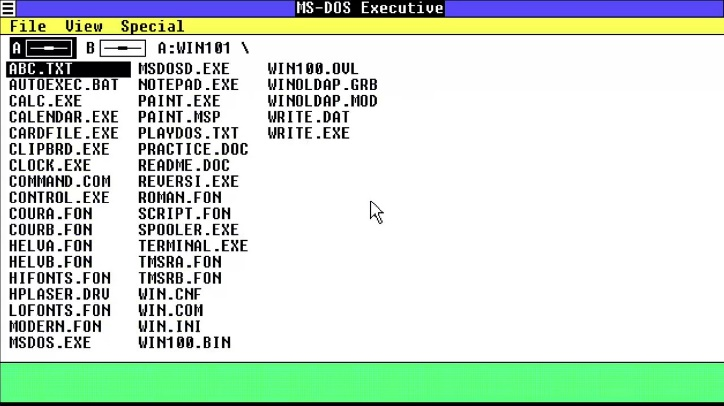 MS-DOS Executive
File View Special
A B A:WIN101 \
ABC.TXT MSDOSD.EXE WIN100.OVL
AUTOEXEC.BAT NOTEPAD.EXE WINOLDAP.GRB
CALC.EXE PAINT.EXE WINOLDAP.MOD
CALENDAR.EXE PAINT.MSP WRITE.DAT
CARDFILE.EXE PLAYDOS.TXT WRITE.EXE
CLIPBRD.EXE PRACTICE.DOC
CLOCK.EXE README.DOC
COMMAND.COM REVERSI.EXE
CONTROL.EXE ROMAN.FON
COURA.FON SCRIPT.FON
COURB.FON SPOOLER.EXE
HELVA.FON TERMINAL.EXE
HELVB.FON TMSRA.FON
HIFONTS.FON TMSRB.FON
HPLASER.DRV WIN.CNF
LOFONTS.FON WIN.COM
MODERN.FON WIN.INI
MSDOS.EXE WIN100.BIN